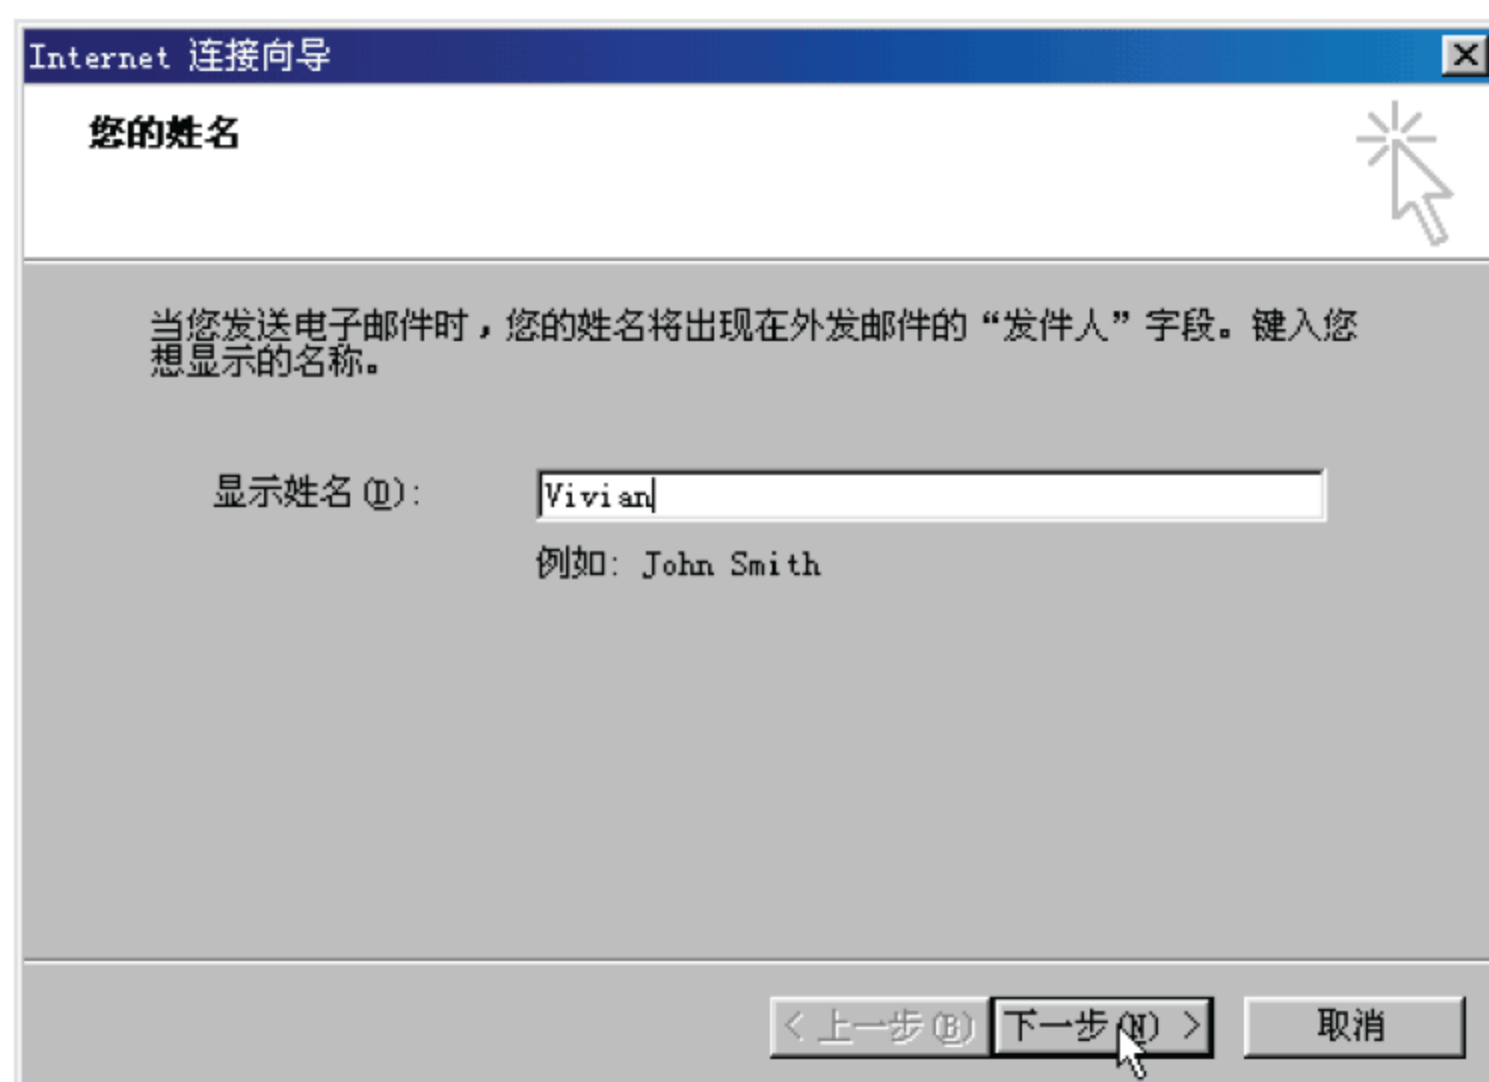 Internet 连接向导
您的姓名
当您发送电子邮件时，您的姓名将出现在外发邮件的“发件人”字段。键入您
想显示的名称。
显示姓名(D): Vivian
例如: John Smith
< 上一步(B) 下一步(N) > 取消